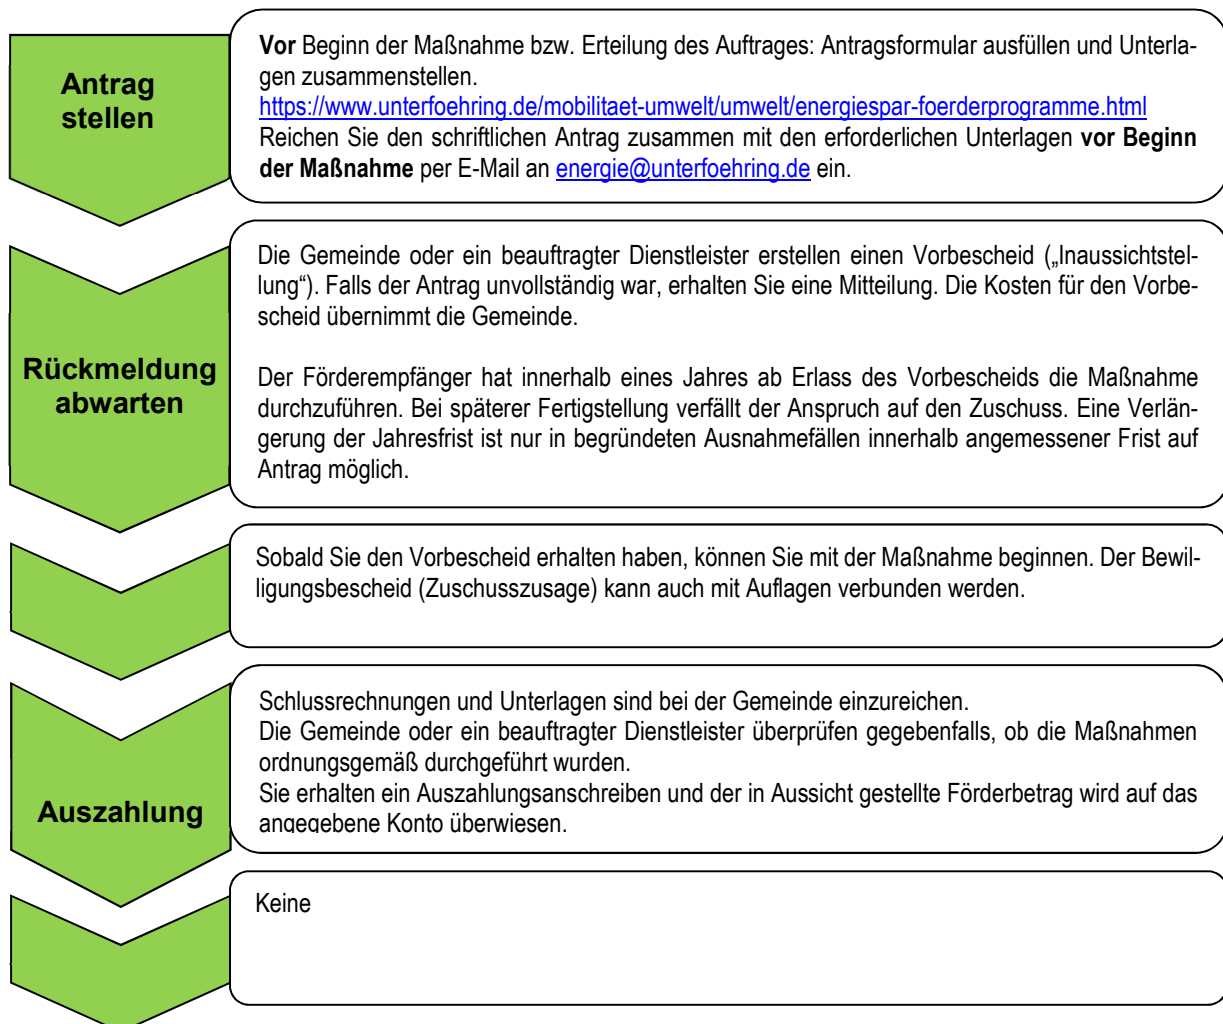 Antrag
stellen
Vor Beginn der Maßnahme bzw. Erteilung des Auftrages: Antragsformular ausfüllen und Unterla-
gen zusammenstellen.
https://www.unterfoehring.de/mobilitaet-umwelt/umwelt/energiespar-foerderprogramme.html
Reichen Sie den schriftlichen Antrag zusammen mit den erforderlichen Unterlagen vor Beginn
der Maßnahme per E-Mail an energie@unterfoehring.de ein.
Rückmeldung
abwarten
Die Gemeinde oder ein beauftragter Dienstleister erstellen einen Vorbescheid („Inaussichtstel-
lung“). Falls der Antrag unvollständig war, erhalten Sie eine Mitteilung. Die Kosten für den Vorbe-
scheid übernimmt die Gemeinde.
Der Förderempfänger hat innerhalb eines Jahres ab Erlass des Vorbescheids die Maßnahme
durchzuführen. Bei späterer Fertigstellung verfällt der Anspruch auf den Zuschuss. Eine Verlän-
gerung der Jahresfrist ist nur in begründeten Ausnahmefällen innerhalb angemessener Frist auf
Antrag möglich.
Sobald Sie den Vorbescheid erhalten haben, können Sie mit der Maßnahme beginnen. Der Bewil-
ligungsbescheid (Zuschusszusage) kann auch mit Auflagen verbunden werden.
Auszahlung
Schlussrechnungen und Unterlagen sind bei der Gemeinde einzureichen.
Die Gemeinde oder ein beauftragter Dienstleister überprüfen gegebenfalls, ob die Maßnahmen
ordnungsgemäß durchgeführt wurden.
Sie erhalten ein Auszahlungsanschreiben und der in Aussicht gestellte Förderbetrag wird auf das
angegebene Konto überwiesen.
Keine